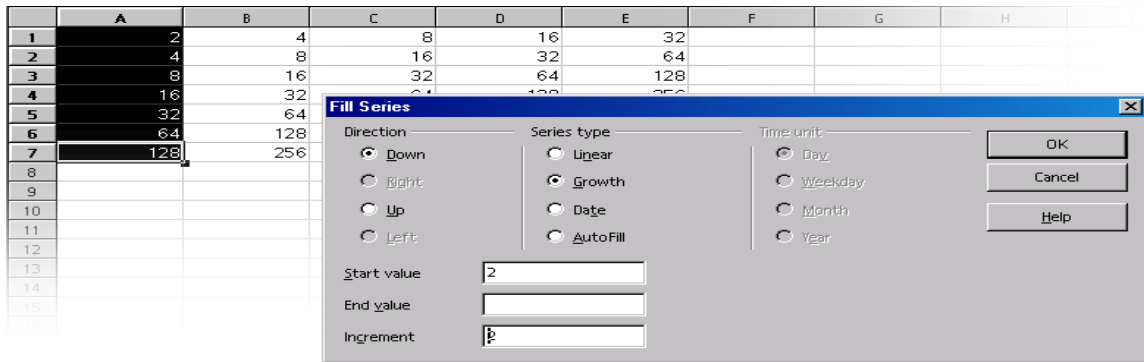 A B C D E F G H
1 2 4 8 16 32
2 4 8 16 32 64
3 8 16 32 64 128
4 16 32
5 32 64
6 64 128
7 128 256
8
9
10
11
12
13
14
15
Fill Series
Direction Series type Time unit
Down Linear Day OK
Right Growth Weekday Cancel
Up Date Month Help
Left AutoFill Year
Start value 2
End value
Increment 2